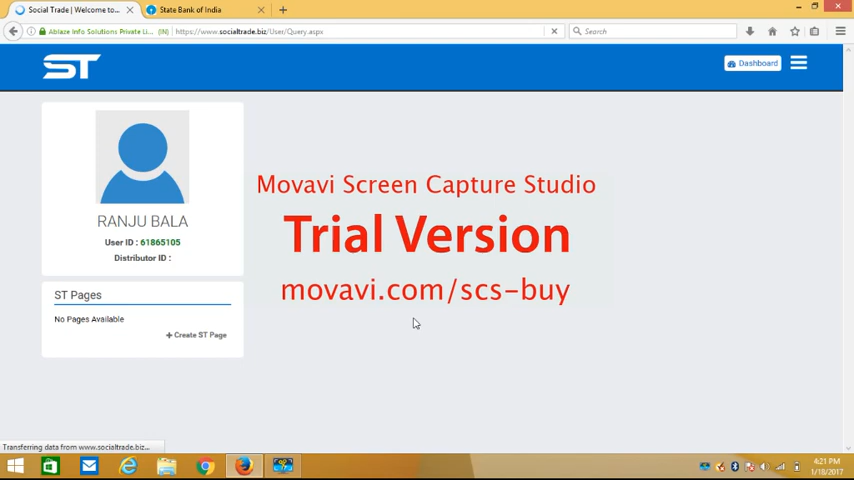 Social Trade | Welcome to...
State Bank of India
Ablaze Info Solutions Private Li... (IN)
https://www.socialtrade.biz/User/Query.aspx
Search
ST
Dashboard
RANJU BALA
User ID : 61865105
Distributor ID :
ST Pages
No Pages Available
+ Create ST Page
Movavi Screen Capture Studio
Trial Version
movavi.com/scs-buy
Transferring data from www.socialtrade.biz...
4:21 PM
1/18/2017